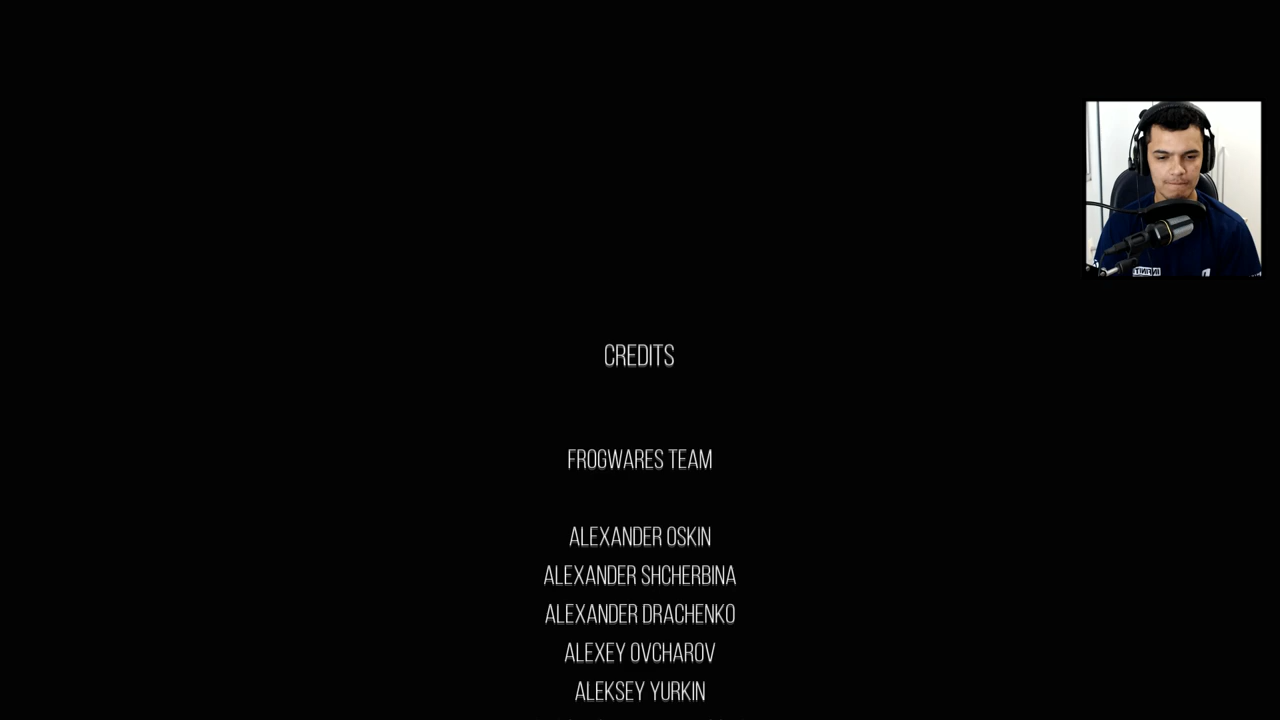 CREDITS
FROGWARES TEAM
ALEXANDER OSKIN
ALEXANDER SHCHERBINA
ALEXANDER DRACHENKO
ALEXEY OVCHAROV
ALEKSEY YURKIN